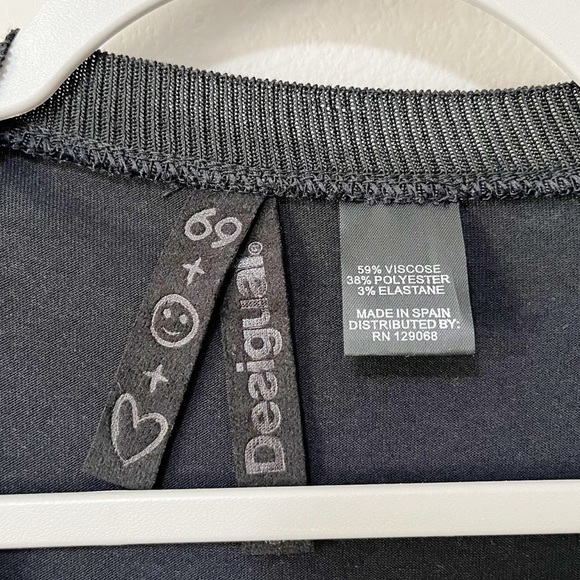 ♡ + ☺ + 69
Desigual®
59% VISCOSE
38% POLYESTER
3% ELASTANE
MADE IN SPAIN
DISTRIBUTED BY:
RN 129068